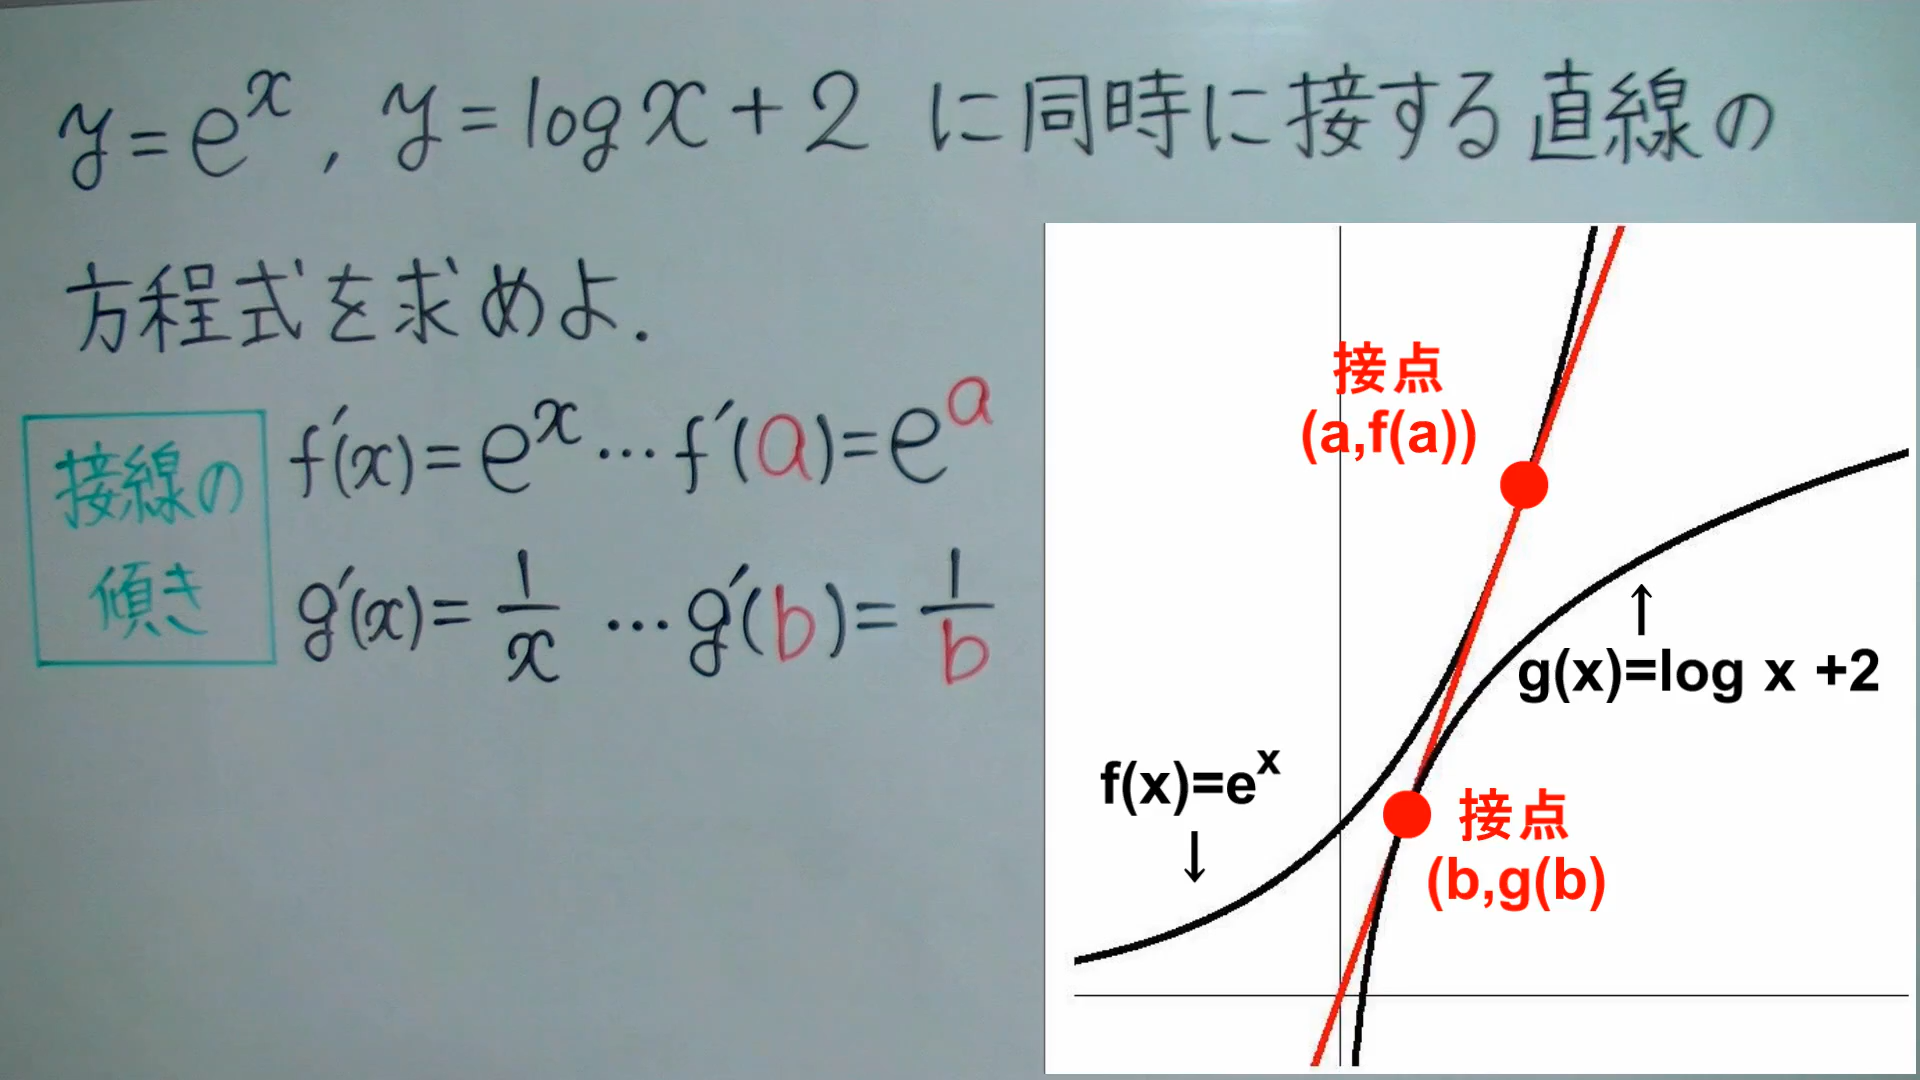 y=e^x, y=log x+2 に同時に接する直線の
方程式を求めよ.
接線の
傾き
f′(x)=e^x…f′(a)=e^a
g′(x)=1/x …g′(b)=1/b
接点
(a,f(a))
g(x)=log x +2
f(x)=e^x
接点
(b,g(b)